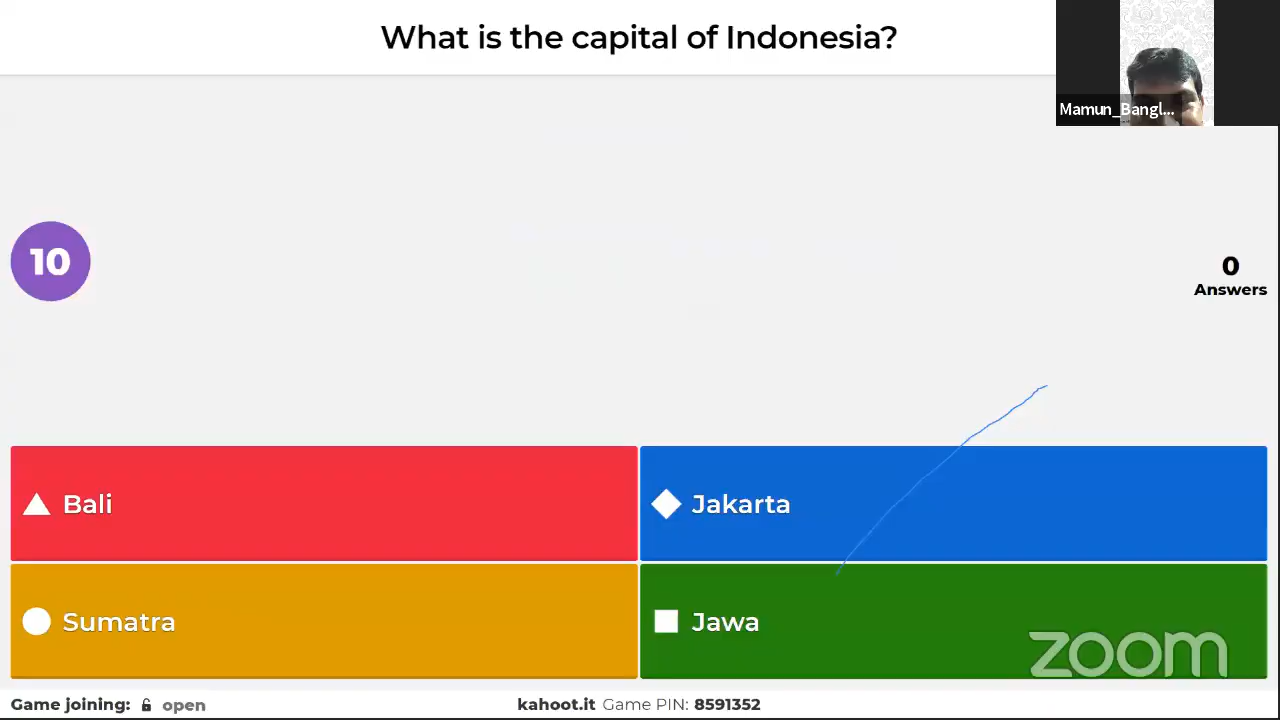 What is the capital of Indonesia?
Mamun_Bangl...
10
0
Answers
Bali
Jakarta
Sumatra
Jawa
zoom
Game joining: open
kahoot.it Game PIN: 8591352